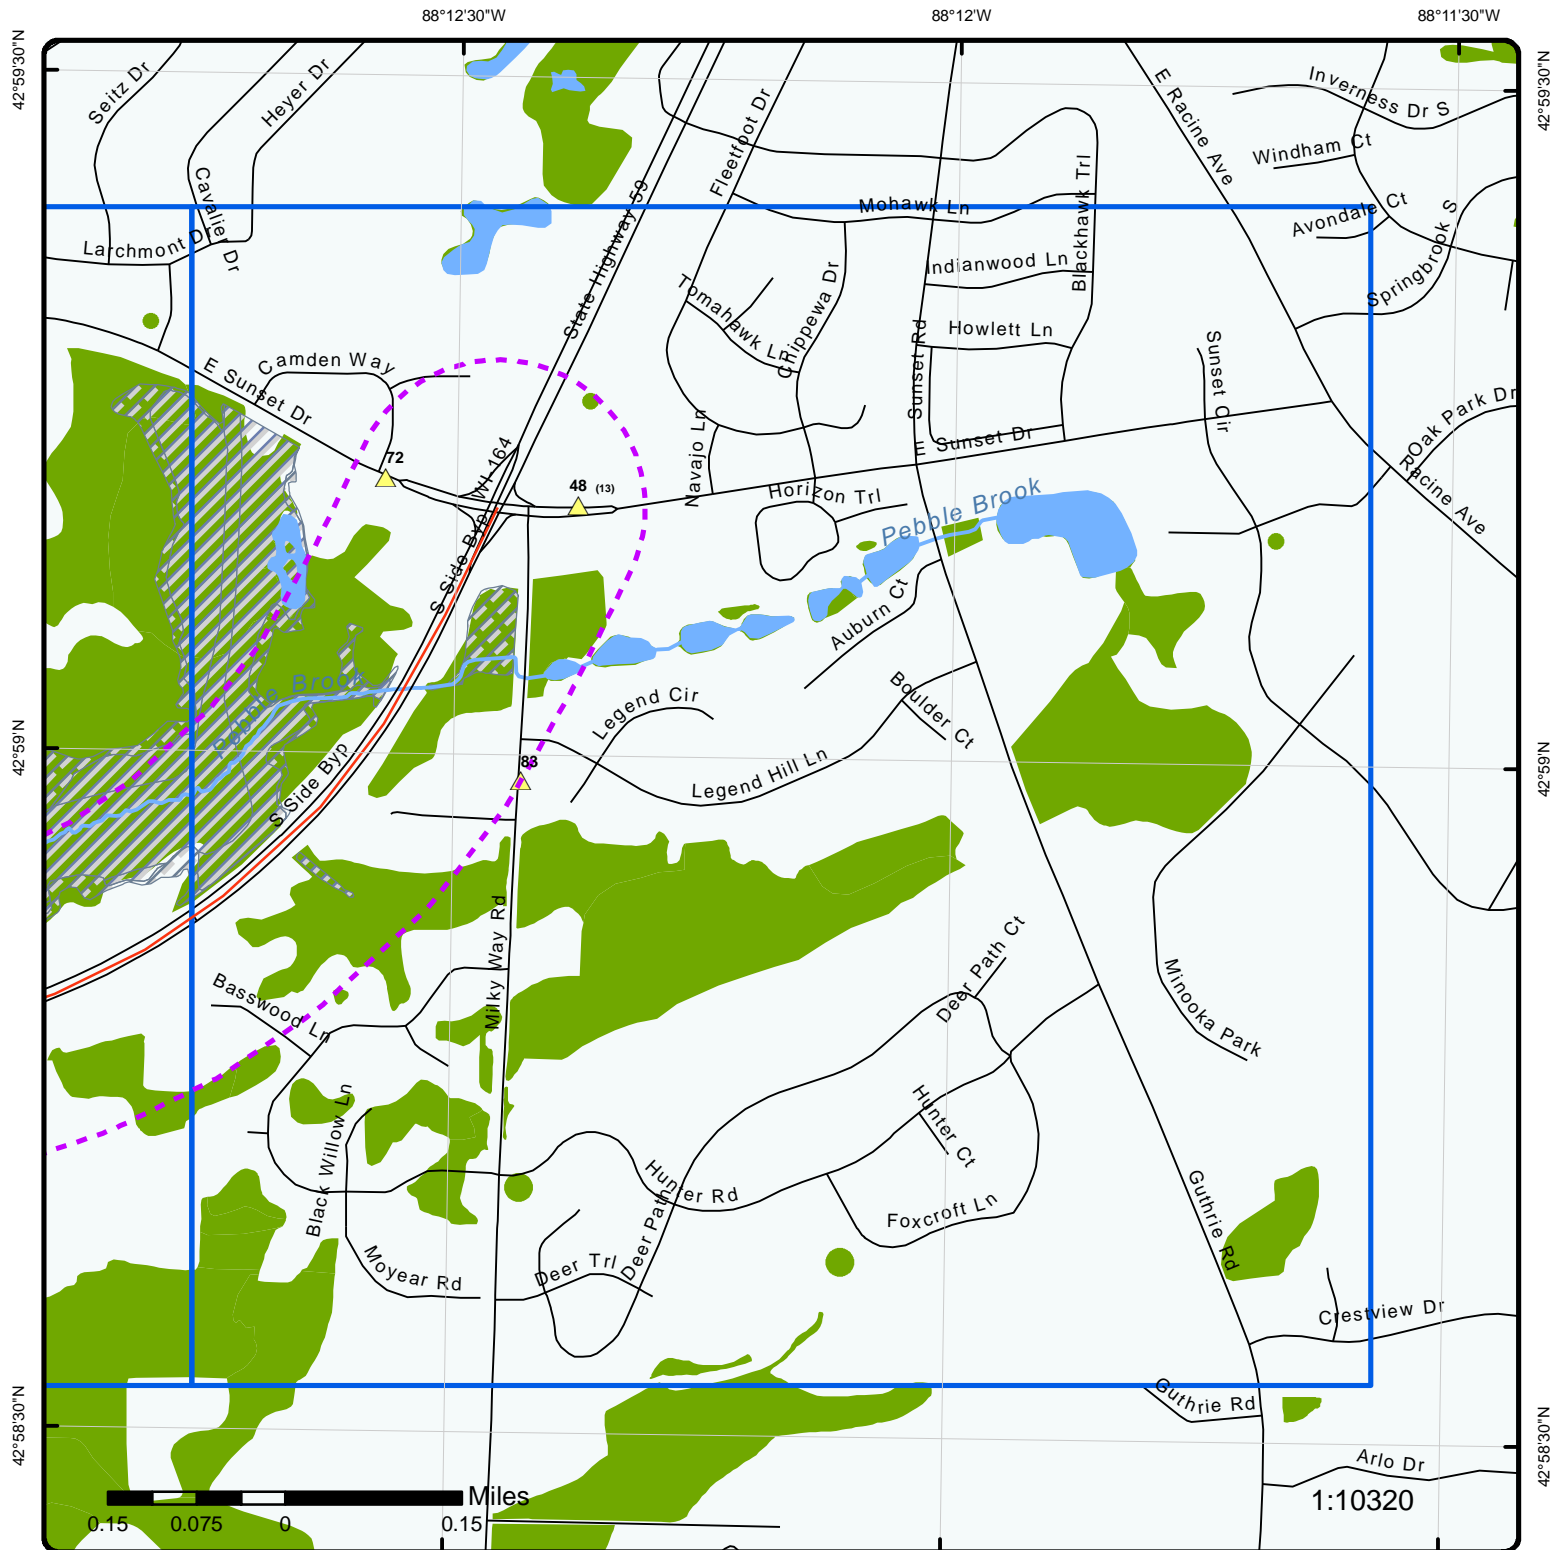 88°12'30"W
88°12'W
88°11'30"W
42°59'30"N
42°59'30"N
Seitz Dr
Heyer Dr
Cavalier Dr
Larchmont Dr
Fleetfoot Dr
State Highway 59
E Racine Ave
Inverness Dr S
Windham Ct
Avondale Ct
Springbrook S
Mohawk Ln
Blackhawk Trl
Indianwood Ln
Howlett Ln
Tomahawk Ln
Chippewa Dr
Sunset Rd
Sunset Cir
Camden Way
E Sunset Dr
Oak Park Dr
Racine Ave
Navajo Ln
E Sunset Dr
WI-164
72
48 (13)
Horizon Trl
Pebble Brook
S Side Byp
Auburn Ct
Pebble Brook
Legend Cir
Boulder Ct
42°59'N
42°59'N
83
Legend Hill Ln
S Side Byp
Milky Way Rd
Deer Path Ct
Minooka Park
Basswood Ln
Black Willow Ln
Hunter Ct
Hunter Rd
Foxcroft Ln
Guthrie Rd
Deer Path
Deer Trl
Moyear Rd
Crestview Dr
Guthrie Rd
42°58'30"N
42°58'30"N
Arlo Dr
Miles
0.15 0.075 0 0.15
1:10320